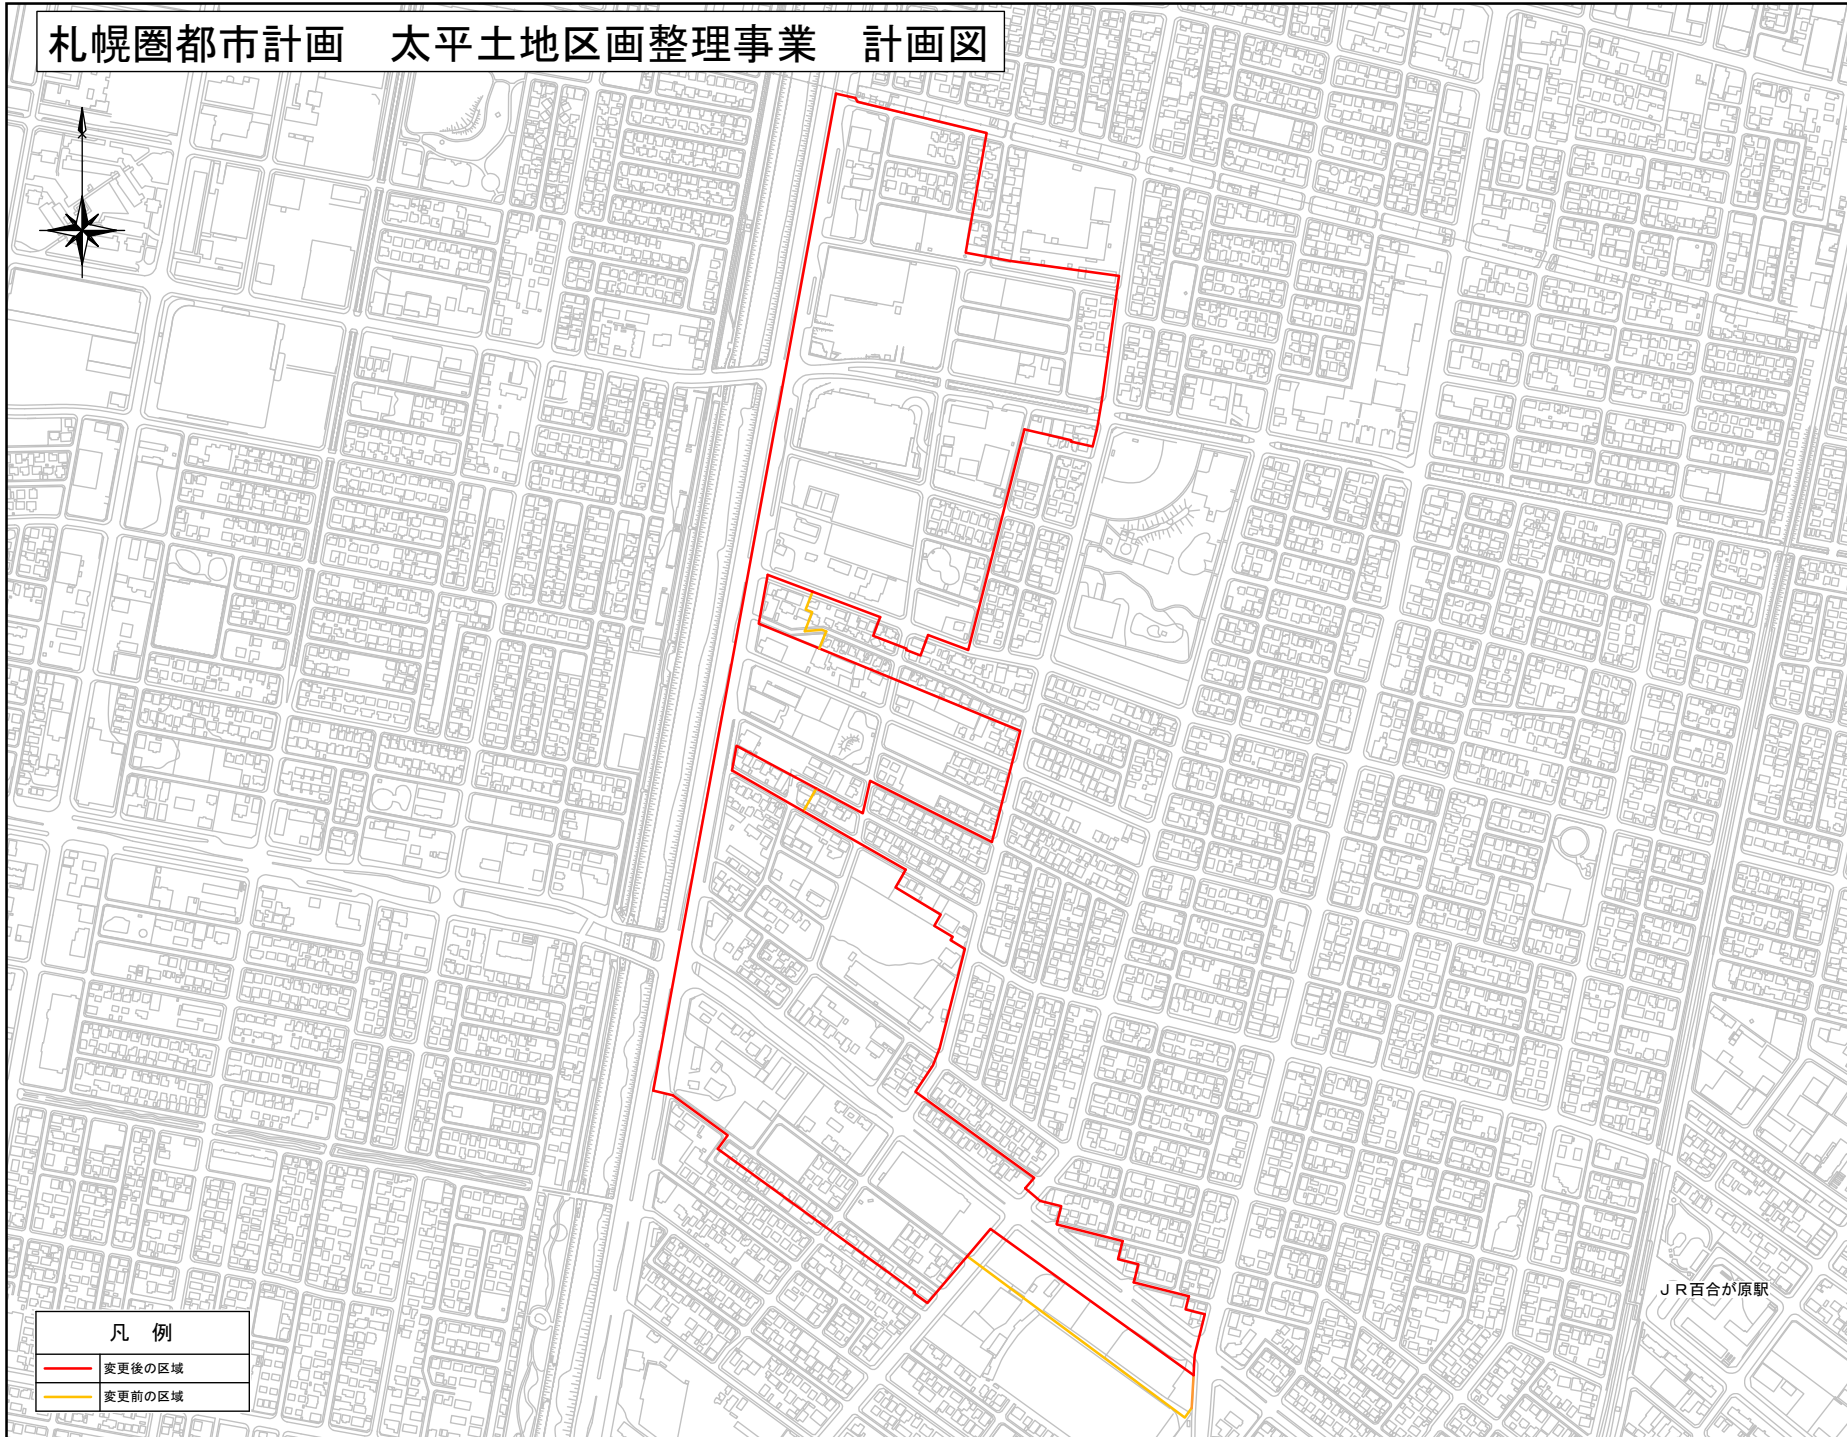 札幌圏都市計画　太平土地区画整理事業　計画図
ＪＲ百合が原駅
凡　例
変更後の区域
変更前の区域